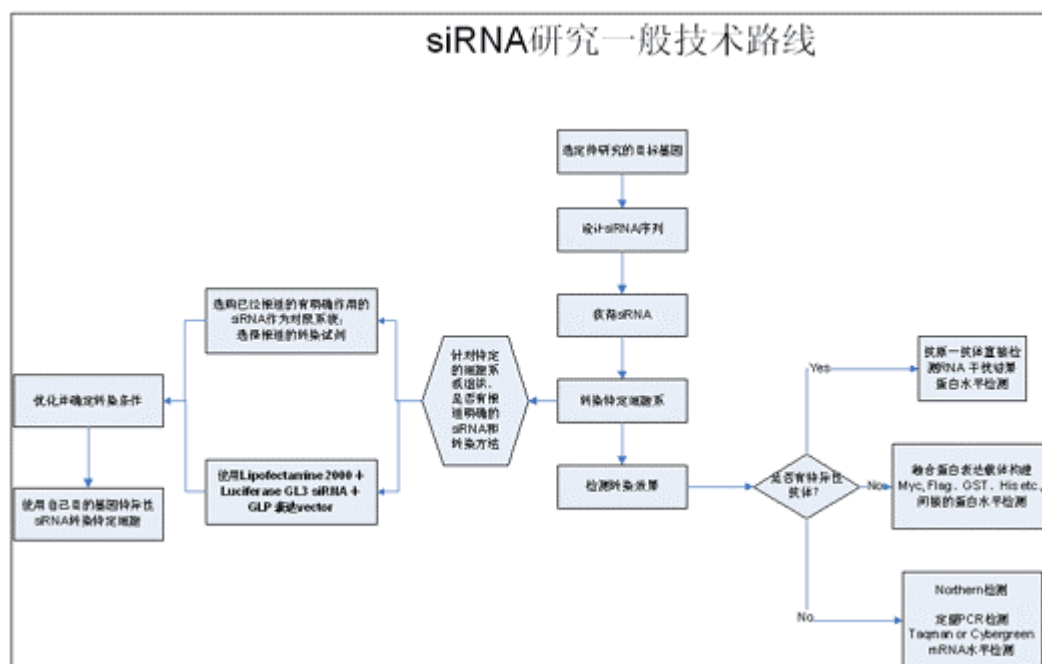 siRNA研究一般技术路线
选定待研究的目标基因
设计siRNA序列
获得siRNA
转染特定细胞系
检测转染效果
针对特定
的细胞系
或组织,
是否有报
道明确的
siRNA和
转染方法
选购已经报道的有明确作用的
siRNA作为对照系统;
选择报道的转染试剂
使用Lipofectamine 2000+
Luciferase GL3 siRNA+
GLP 表达vector
优化并确定转染条件
使用自己目的基因特异性
siRNA转染特定细胞
是否有特异性
抗体?
Yes
抗原一抗体直接检
测RNA 干扰结果
蛋白水平检测
No
融合蛋白表达载体构建
Myc, Flag、GST、His etc,
间接的蛋白水平检测
No
Northern检测
定量PCR检测
Taqman or Cybergreen
mRNA水平检测